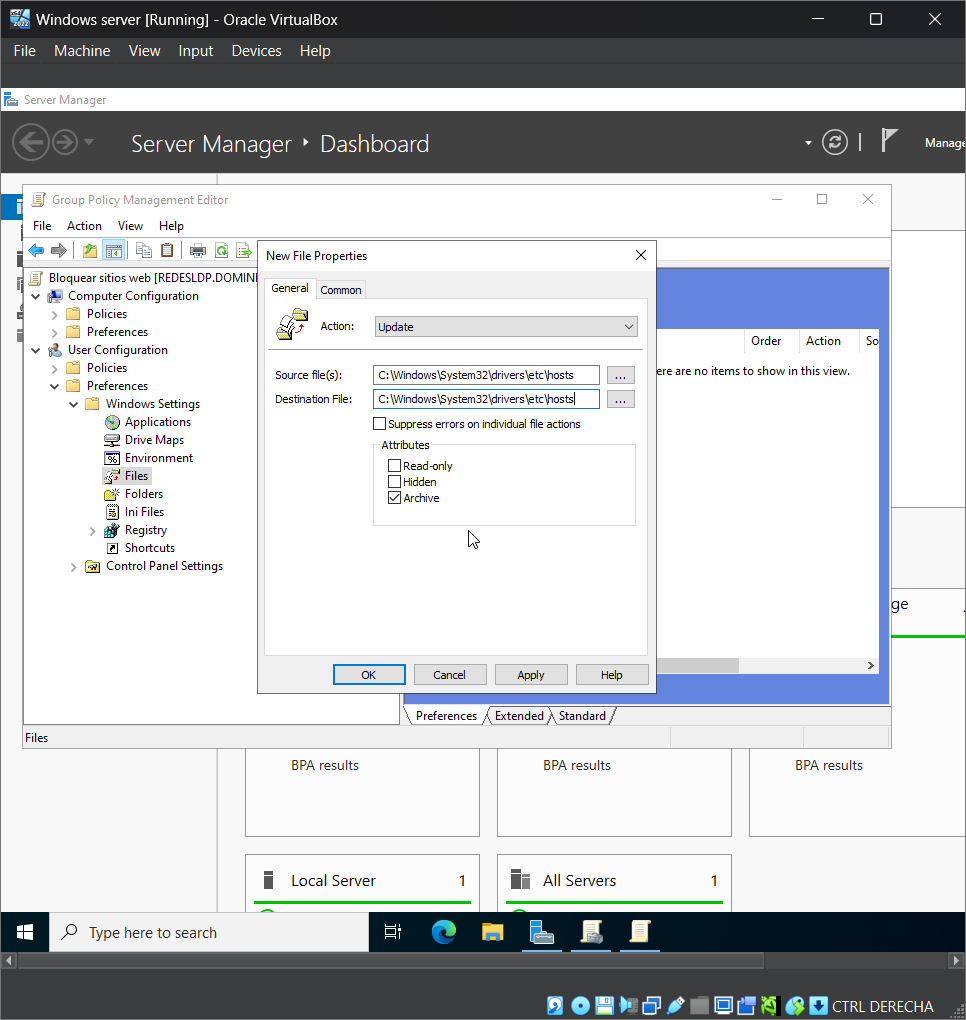 Windows server [Running] - Oracle VirtualBox
File Machine View Input Devices Help
Server Manager
Server Manager Dashboard
Manage
Group Policy Management Editor
File Action View Help
Bloquear sitios web [REDESLDP.DOMINI
Computer Configuration
Policies
Preferences
User Configuration
Policies
Preferences
Windows Settings
Applications
Drive Maps
Environment
Files
Folders
Ini Files
Registry
Shortcuts
Control Panel Settings
New File Properties
General Common
Action: Update
Source file(s): C:\Windows\System32\drivers\etc\hosts ...
Destination File: C:\Windows\System32\drivers\etc\hosts ...
Suppress errors on individual file actions
Attributes
Read-only
Hidden
Archive
OK Cancel Apply Help
Order Action So
ere are no items to show in this view.
ge
Preferences Extended Standard
Files
BPA results BPA results BPA results
Local Server 1 All Servers 1
Type here to search
CTRL DERECHA